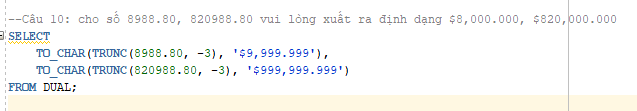 --Câu 10: cho số 8988.80, 820988.80 vui lòng xuất ra định dạng $8,000.000, $820,000.000
SELECT
TO_CHAR(TRUNC(8988.80, -3), '$9,999.999'),
TO_CHAR(TRUNC(820988.80, -3), '$999,999.999')
FROM DUAL;